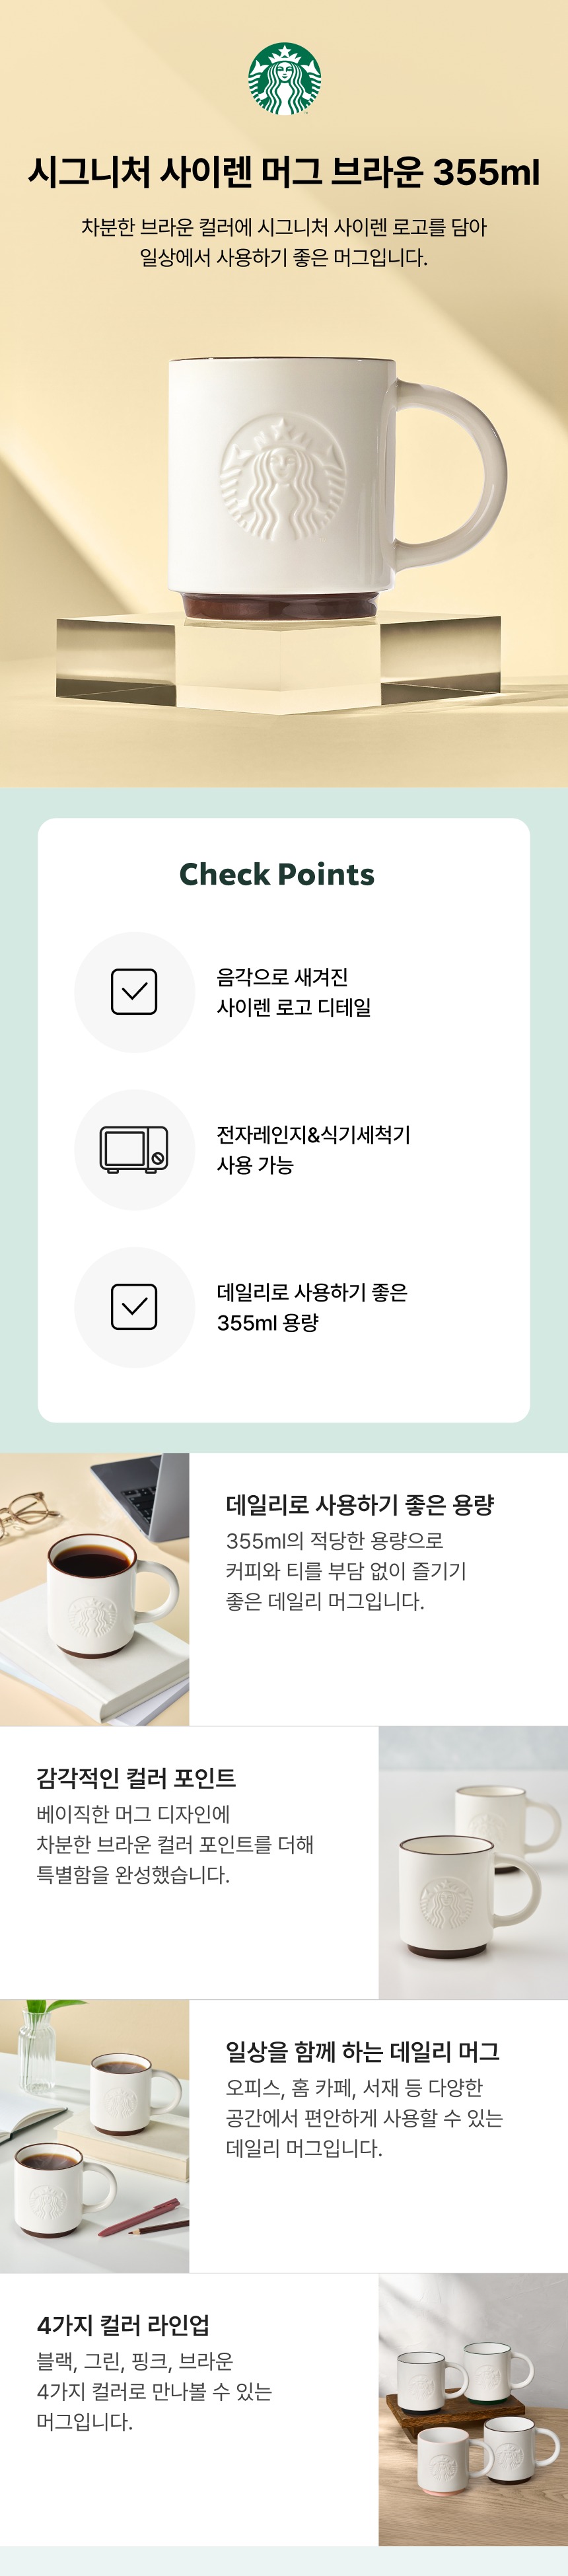 시그니처 사이렌 머그 브라운 355ml
차분한 브라운 컬러에 시그니처 사이렌 로고를 담아
일상에서 사용하기 좋은 머그입니다.
Check Points
음각으로 새겨진
사이렌 로고 디테일
전자레인지&식기세척기
사용 가능
데일리로 사용하기 좋은
355ml 용량
데일리로 사용하기 좋은 용량
355ml의 적당한 용량으로
커피와 티를 부담 없이 즐기기
좋은 데일리 머그입니다.
감각적인 컬러 포인트
베이직한 머그 디자인에
차분한 브라운 컬러 포인트를 더해
특별함을 완성했습니다.
일상을 함께 하는 데일리 머그
오피스, 홈 카페, 서재 등 다양한
공간에서 편안하게 사용할 수 있는
데일리 머그입니다.
4가지 컬러 라인업
블랙, 그린, 핑크, 브라운
4가지 컬러로 만나볼 수 있는
머그입니다.